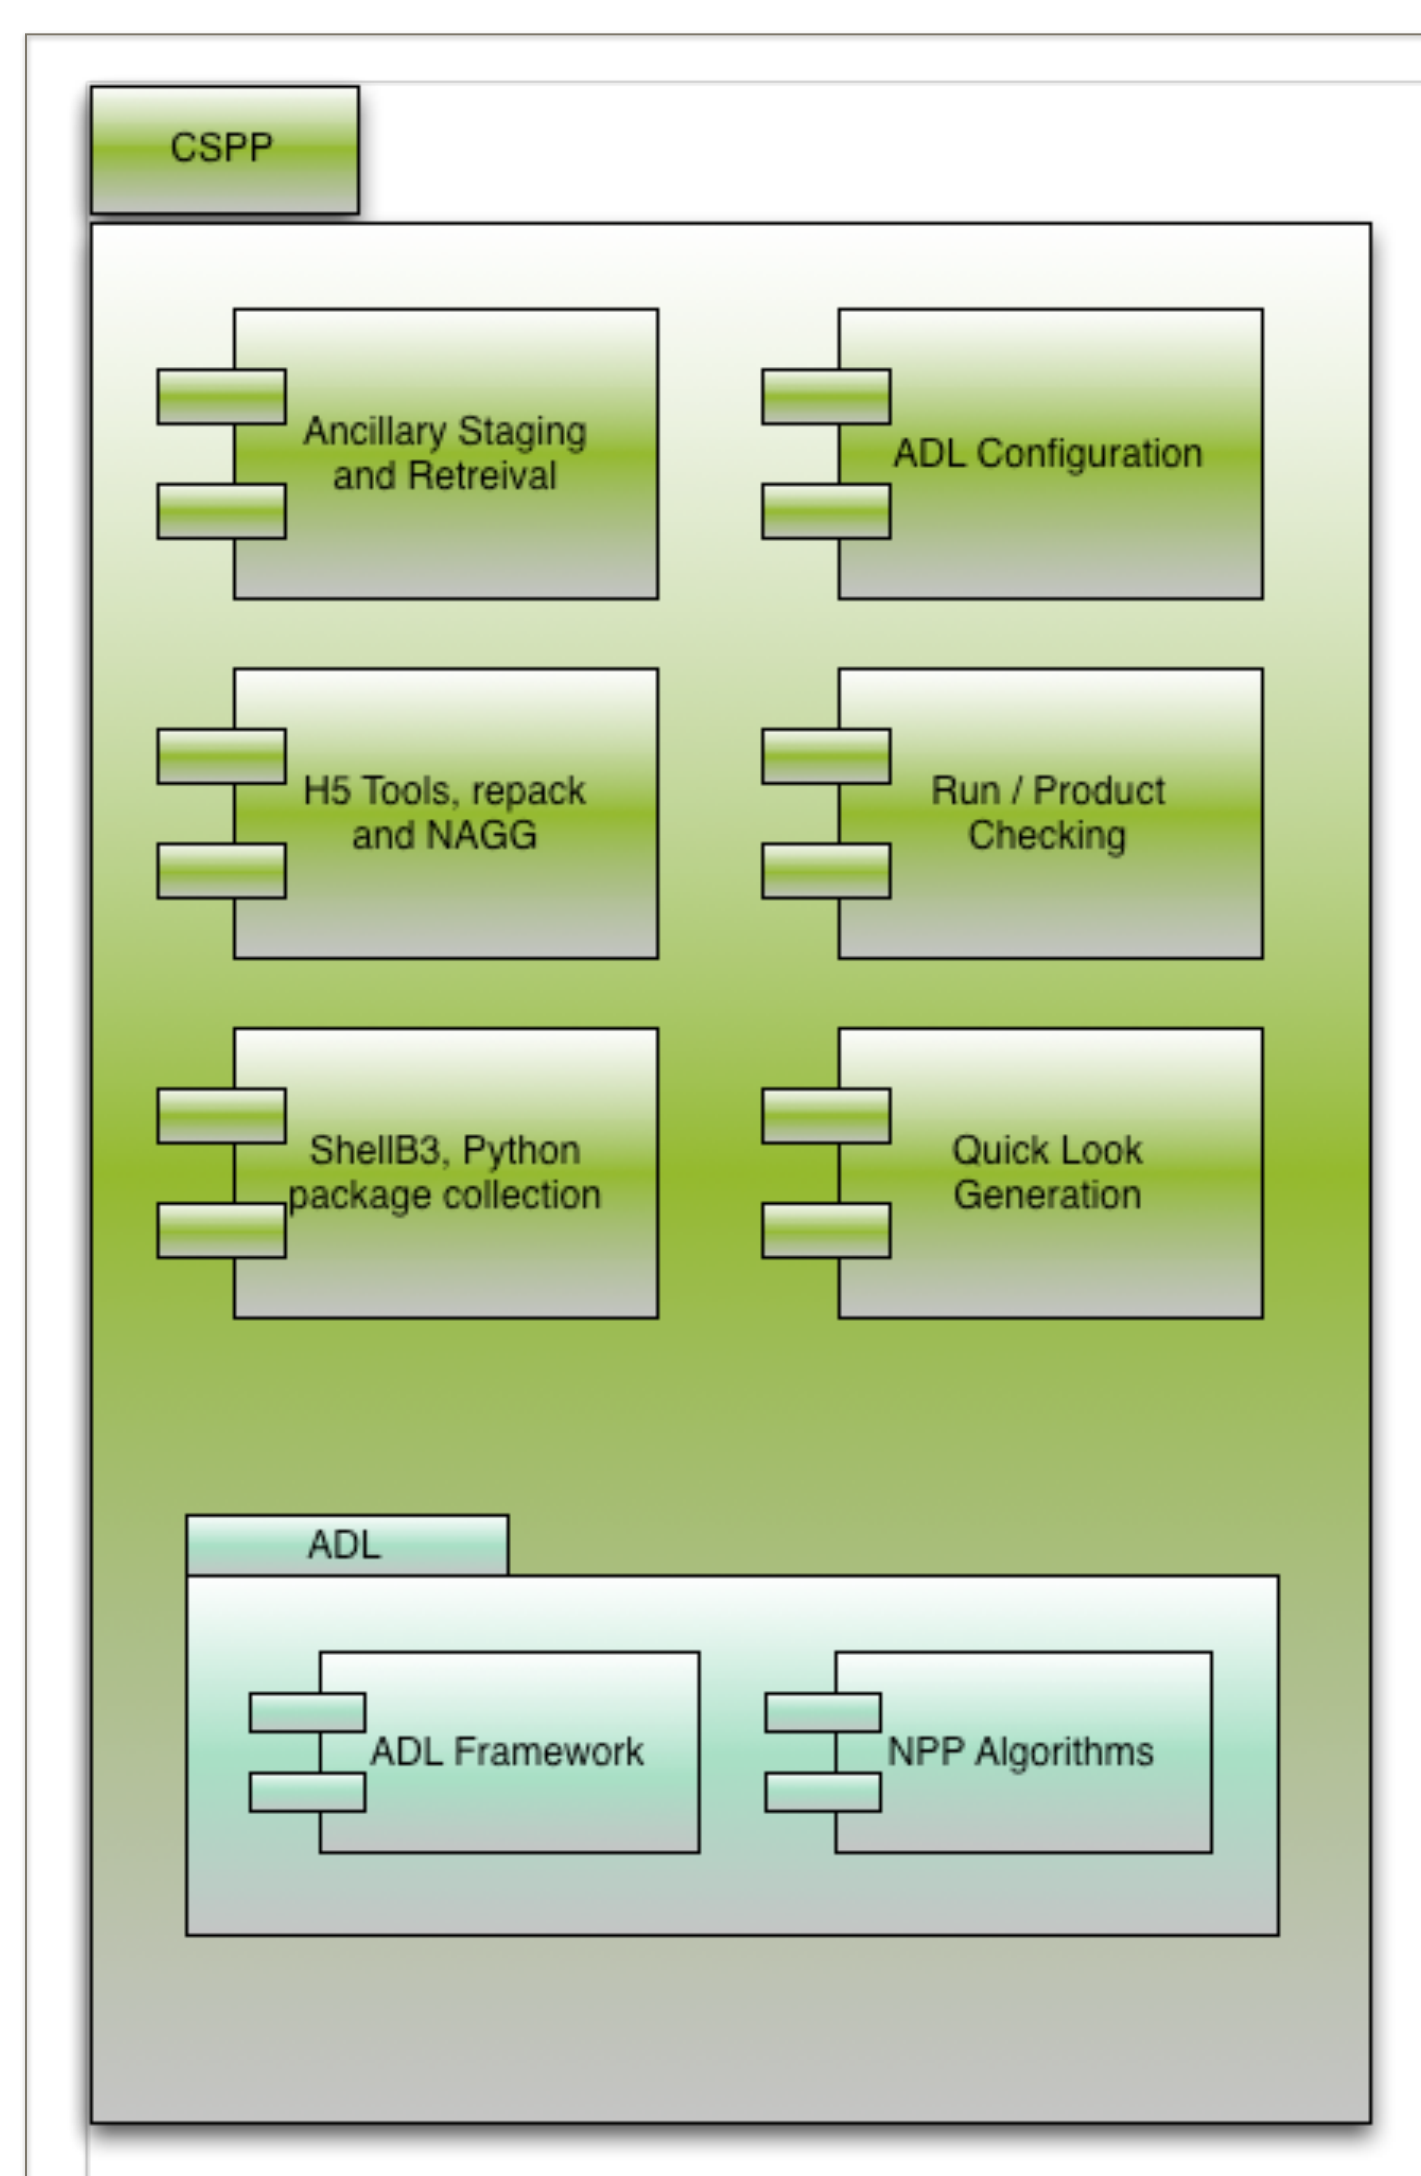 CSPP
Ancillary Staging
and Retreival
ADL Configuration
H5 Tools, repack
and NAGG
Run / Product
Checking
ShellB3, Python
package collection
Quick Look
Generation
ADL
ADL Framework
NPP Algorithms